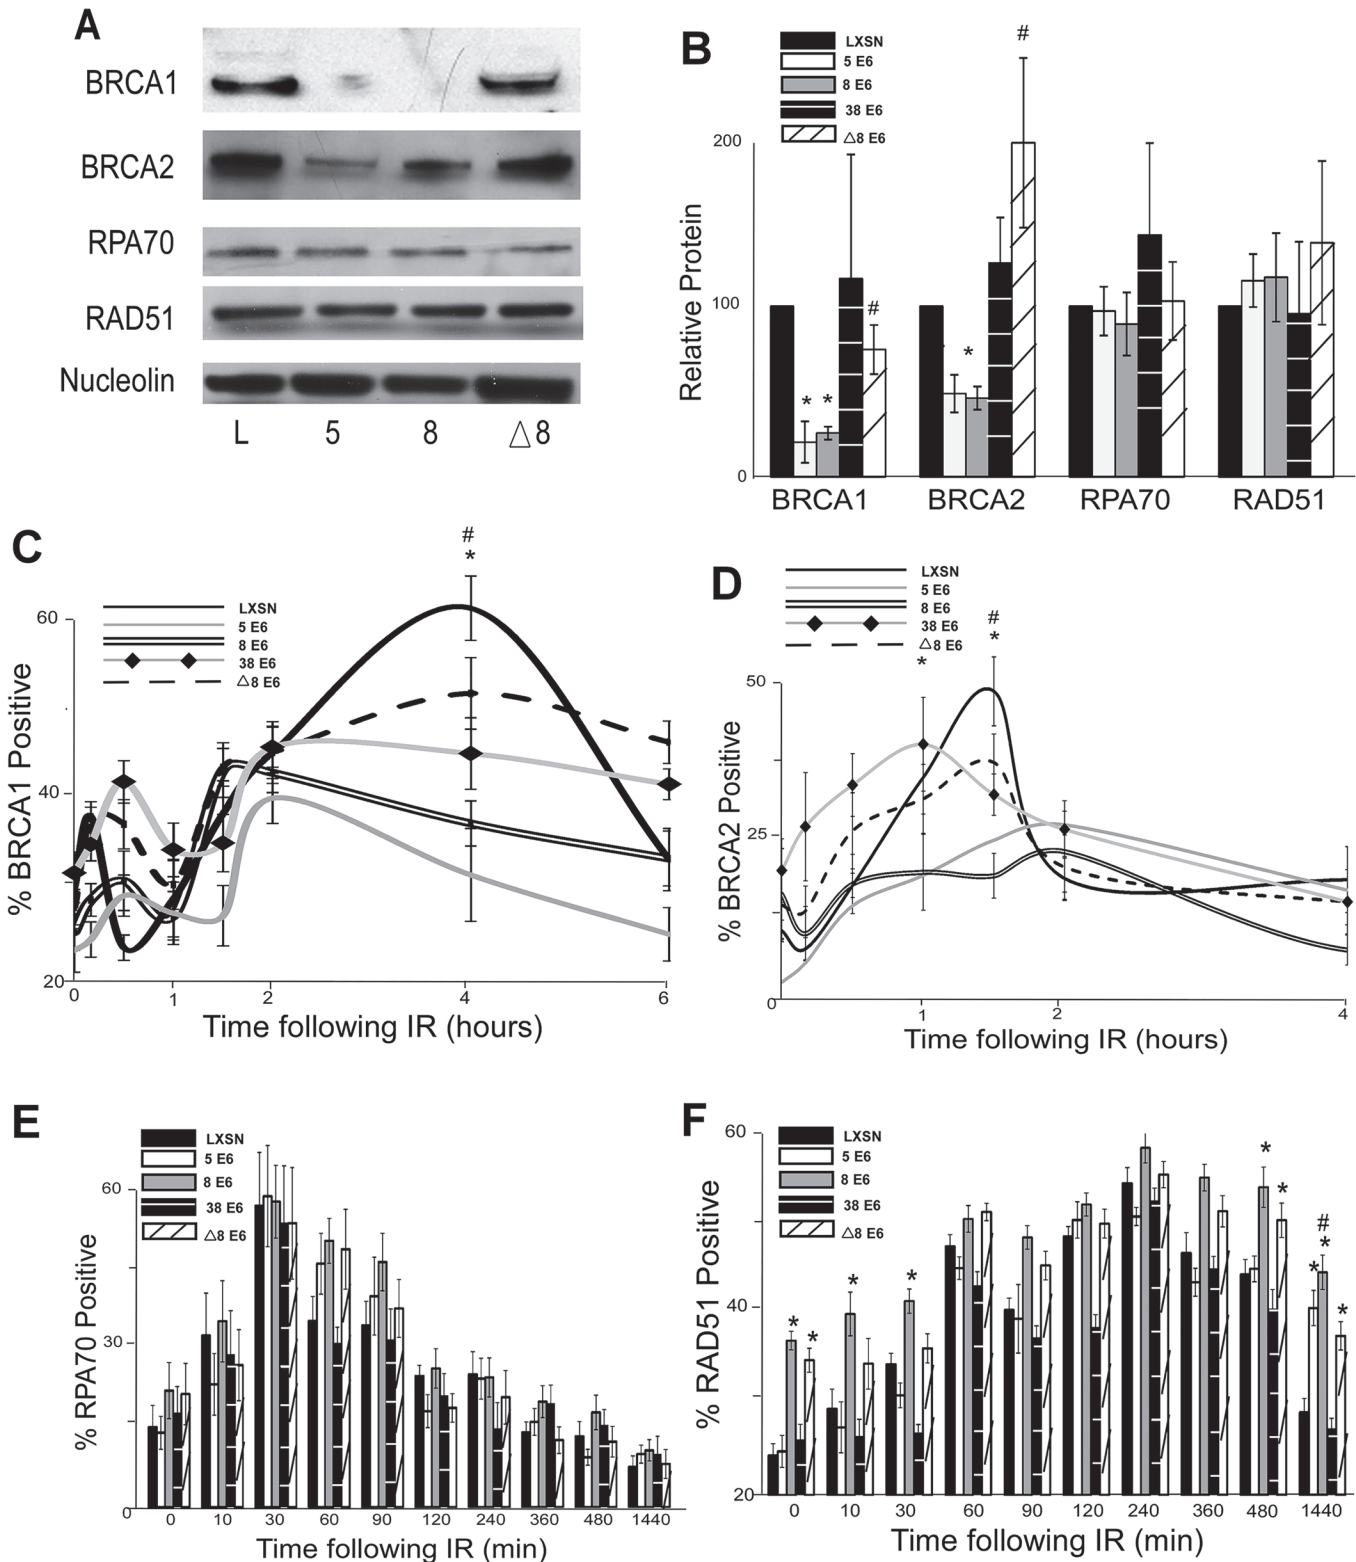 A
BRCA1
BRCA2
RPA70
RAD51
Nucleolin
L 5 8 △8
B
LXSN
5 E6
8 E6
38 E6
△8 E6
#
200
100
0
Relative Protein
* * #
*
BRCA1 BRCA2 RPA70 RAD51
C
LXSN
5 E6
8 E6
38 E6
△8 E6
#
*
60
40
20
% BRCA1 Positive
0 1 2 4 6
Time following IR (hours)
D
LXSN
5 E6
8 E6
38 E6
△8 E6
#
* *
50
25
0
% BRCA2 Positive
1 2 4
Time following IR (hours)
E
LXSN
5 E6
8 E6
38 E6
△8 E6
60
30
0
% RPA70 Positive
0 10 30 60 90 120 240 360 480 1440
Time following IR (min)
F
LXSN
5 E6
8 E6
38 E6
△8 E6
60
40
20
% RAD51 Positive
* * * * * * * # * *
0 10 30 60 90 120 240 360 480 1440
Time following IR (min)